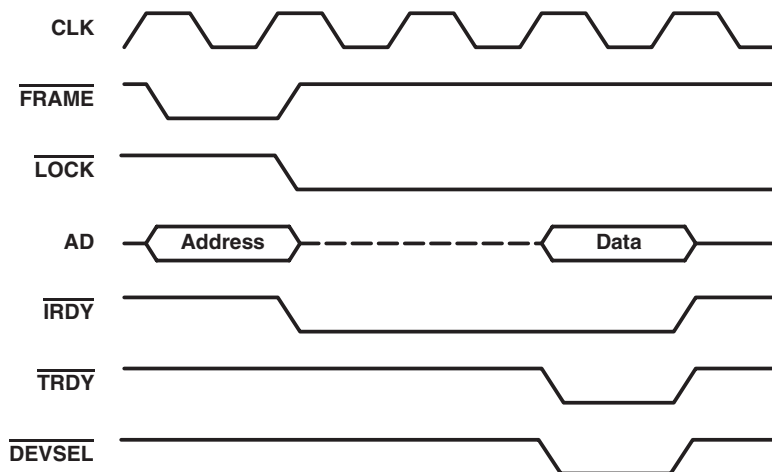 CLK
FRAME
LOCK
AD
Address
Data
IRDY
TRDY
DEVSEL